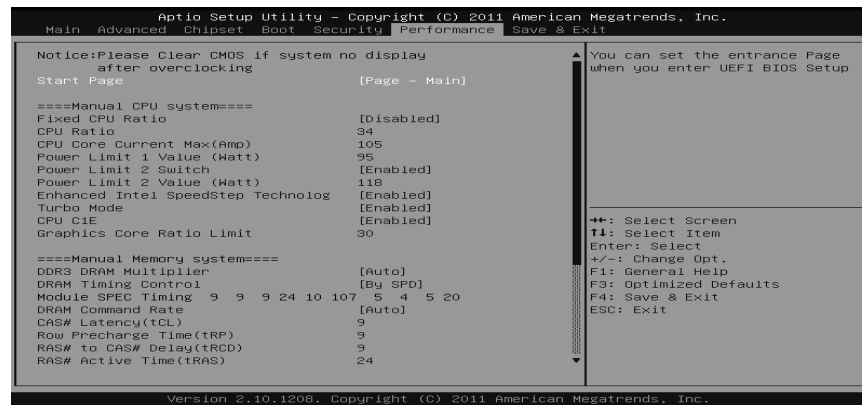 Aptio Setup Utility – Copyright (C) 2011 American Megatrends, Inc.
Main Advanced Chipset Boot Security Performance Save & Exit
Notice:Please Clear CMOS if system no display
after overclocking
Start Page [Page – Main]
====Manual CPU system====
Fixed CPU Ratio [Disabled]
CPU Ratio 34
CPU Core Current Max(Amp) 105
Power Limit 1 Value (Watt) 95
Power Limit 2 Switch [Enabled]
Power Limit 2 Value (Watt) 118
Enhanced Intel SpeedStep Technolog [Enabled]
Turbo Mode [Enabled]
CPU C1E [Enabled]
Graphics Core Ratio Limit 30
====Manual Memory system====
DDR3 DRAM Multiplier [Auto]
DRAM Timing Control [By SPD]
Module SPEC Timing 9 9 9 24 10 107 5 4 5 20
DRAM Command Rate [Auto]
CAS# Latency(tCL) 9
Row Precharge Time(tRP) 9
RAS# to CAS# Delay(tRCD) 9
RAS# Active Time(tRAS) 24
You can set the entrance Page
when you enter UEFI BIOS Setup
→←: Select Screen
↑↓: Select Item
Enter: Select
+/–: Change Opt.
F1: General Help
F3: Optimized Defaults
F4: Save & Exit
ESC: Exit
Version 2.10.1208. Copyright (C) 2011 American Megatrends, Inc.